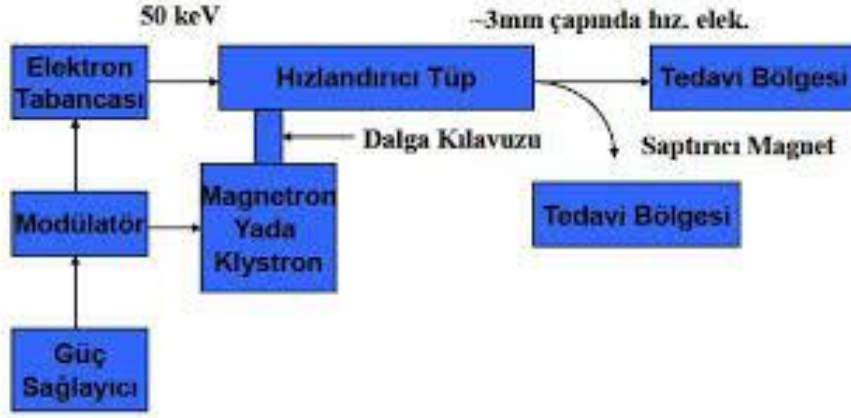 50 keV
~3mm çapında hız. elek.
Elektron
Tabancası
Hızlandırıcı Tüp
Tedavi Bölgesi
Dalga Kılavuzu
Saptırıcı Magnet
Modülatör
Magnetron
Yada
Klystron
Tedavi Bölgesi
Güç
Sağlayıcı